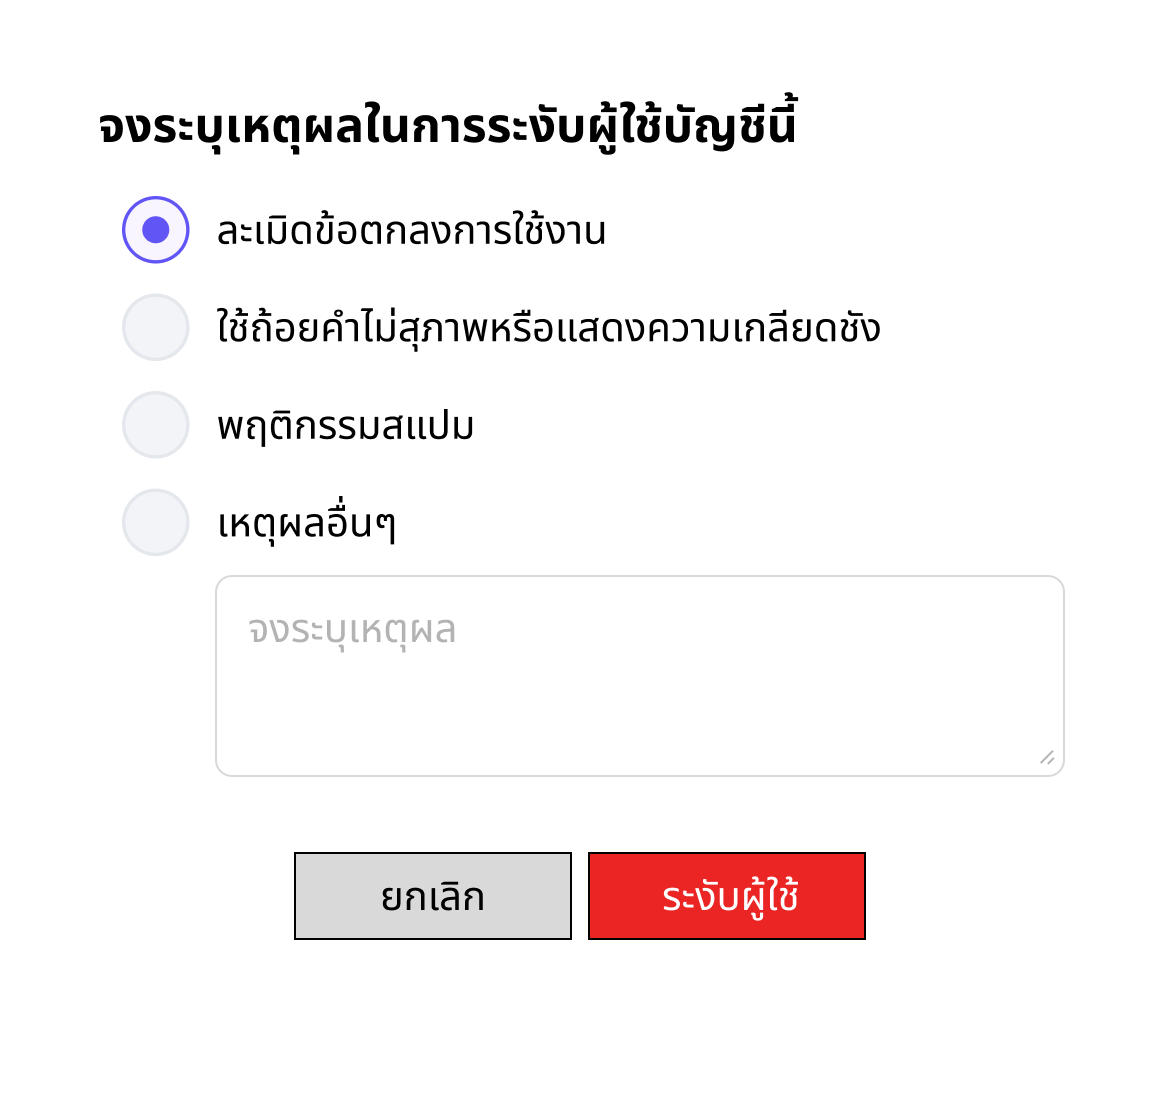 จงระบุเหตุผลในการระงับผู้ใช้บัญชีนี้
ละเมิดข้อตกลงการใช้งาน
ใช้ถ้อยคำไม่สุภาพหรือแสดงความเกลียดชัง
พฤติกรรมสแปม
เหตุผลอื่นๆ
จงระบุเหตุผล
ยกเลิก
ระงับผู้ใช้